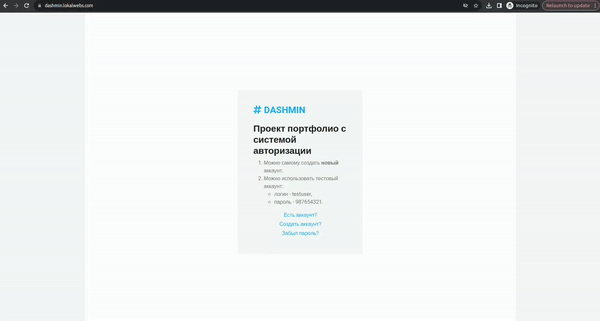 dashmin.lokalwebs.com
Incognito
Relaunch to update
# DASHMIN
Проект портфолио с
системой
авторизации
1. Можно самому создать новый
аккаунт.
2. Можно использовать тестовый
аккаунт:
логин - testuser,
пароль - 987654321.
Есть аккаунт?
Создать аккаунт?
Забыл пароль?